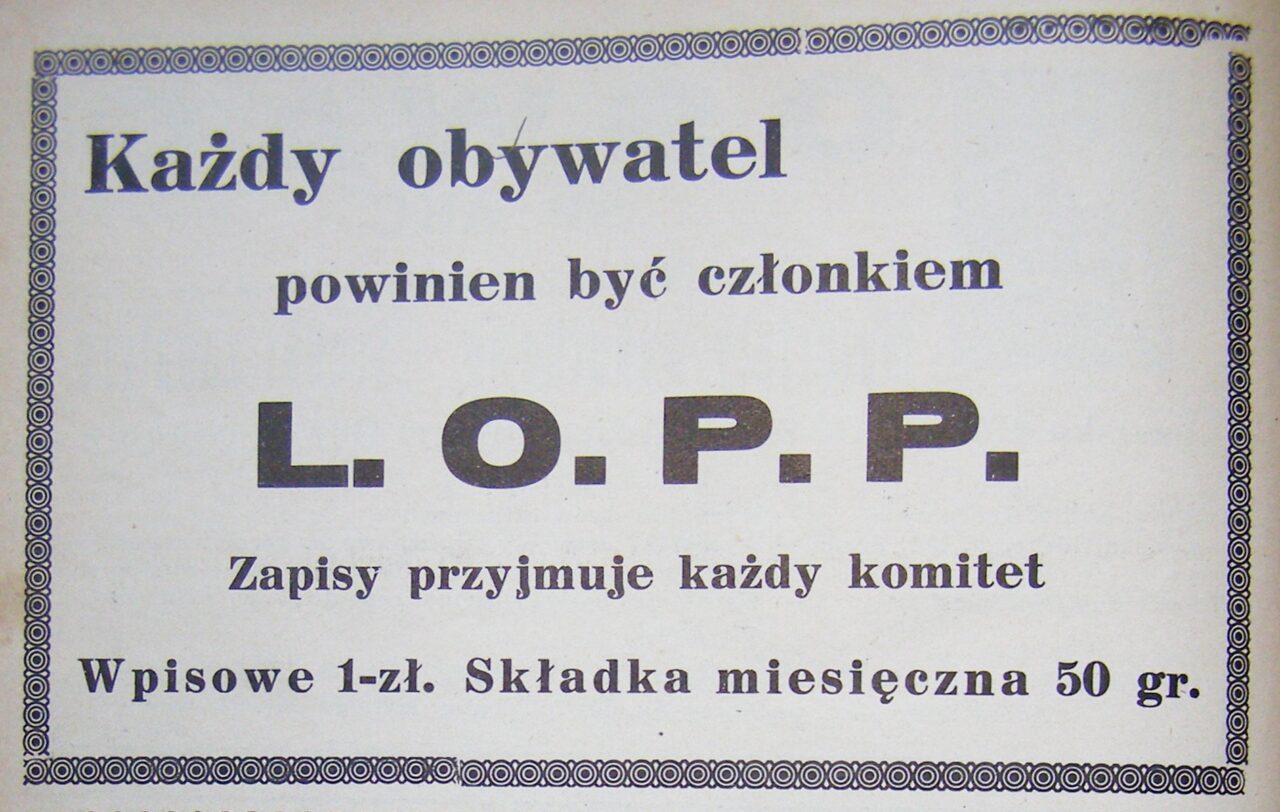 Każdy obywatel
powinien być członkiem
L. O. P. P.
Zapisy przyjmuje każdy komitet
Wpisowe 1-zł. Składka miesięczna 50 gr.